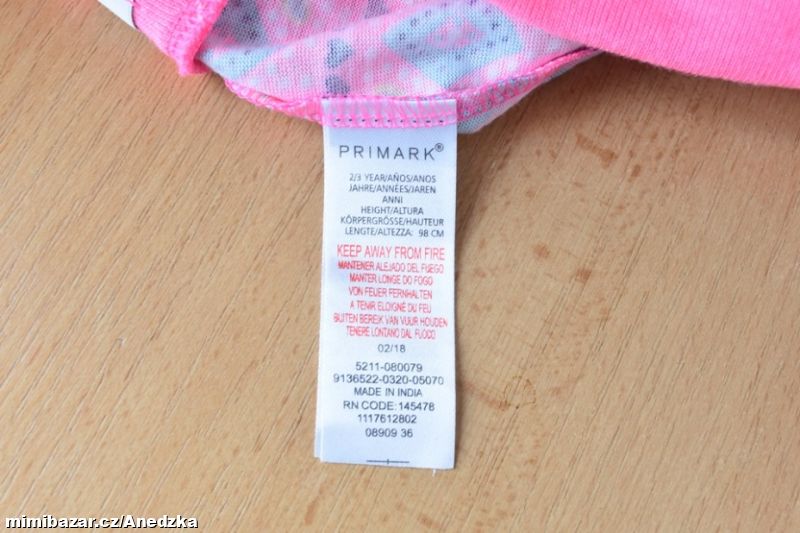 PRIMARK®
2/3 YEAR/AÑOS/ANOS
JAHRE/ANNÉES/JAREN
ANNI
HEIGHT/ALTURA
KÖRPERGRÖSSE/HAUTEUR
LENGTE/ALTEZZA: 98 CM
KEEP AWAY FROM FIRE
MANTENER ALEJADO DEL FUEGO
MANTER LONGE DO FOGO
VON FEUER FERNHALTEN
A TENIR ELOIGNÉ DU FEU
BUITEN BEREIK VAN VUUR HOUDEN
TENERE LONTANO DAL FUOCO
02/18
5211-080079
9136522-0320-05070
MADE IN INDIA
RN CODE: 145478
1117612802
08909 36
mimibazar.cz/Anedzka